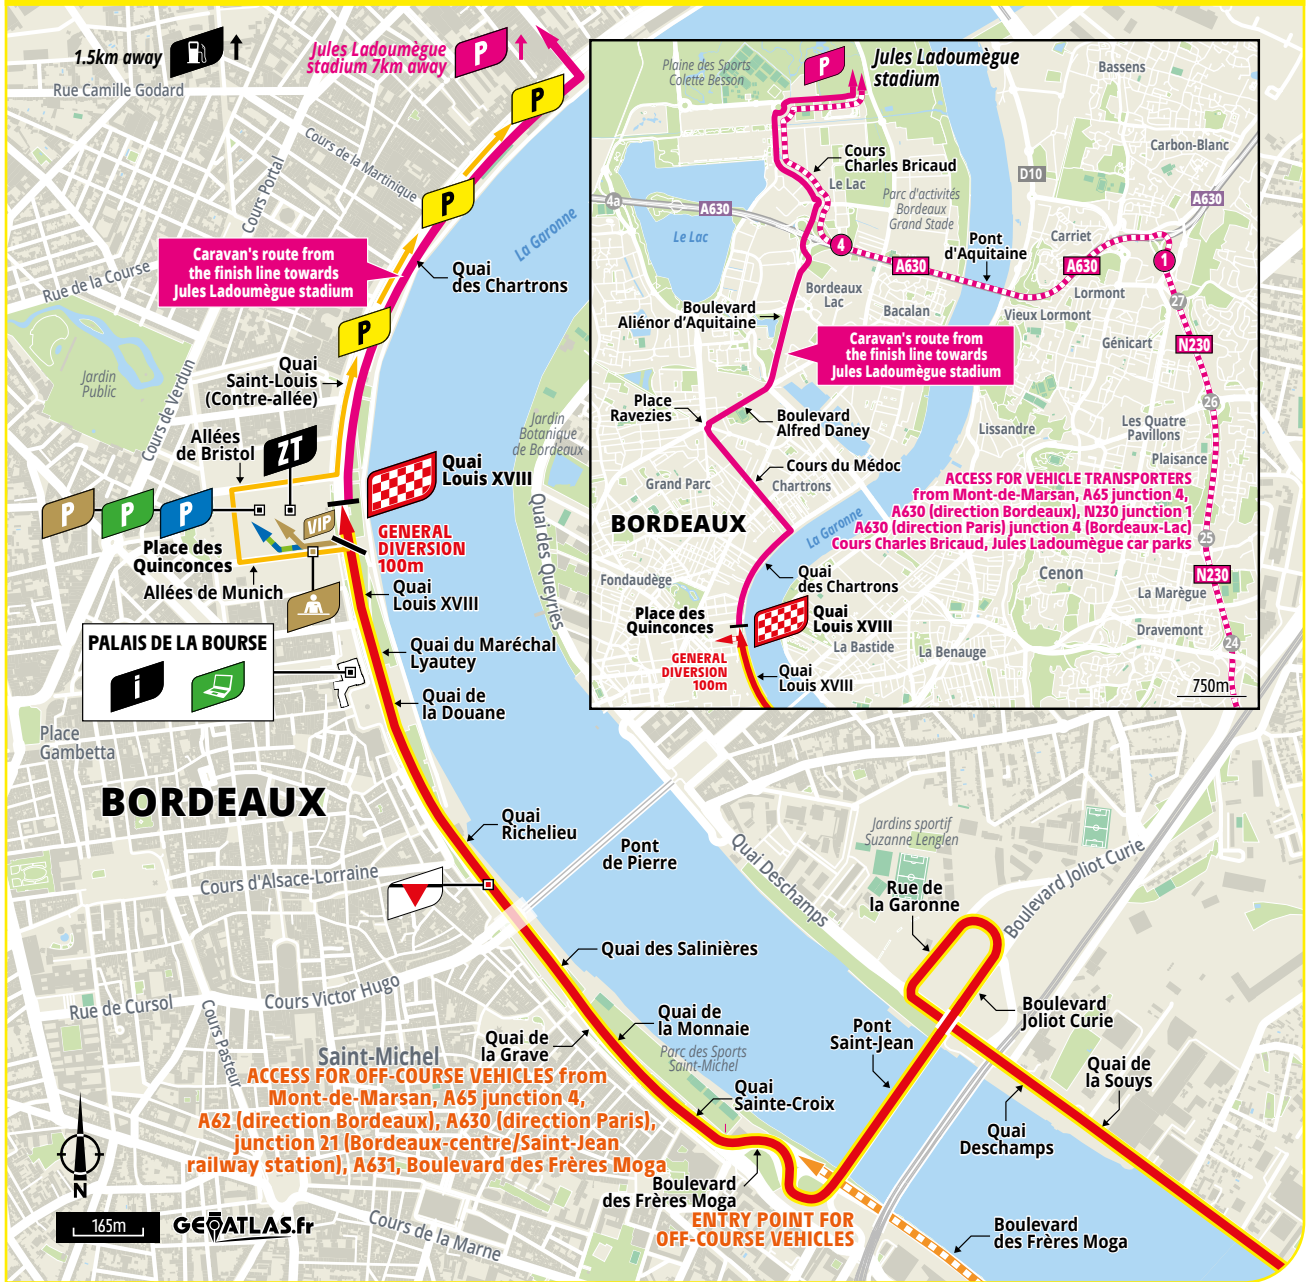 1.5km away
Jules Ladoumègue
stadium 7km away
P
Rue Camille Godard
P
Cours de la Martinique
Cours Portal
P
La Garonne
Caravan's route from
the finish line towards
Jules Ladoumègue stadium
Quai
des Chartrons
Rue de la Course
P
Jardin
Public
Cours de Verdun
Quai
Saint-Louis
(Contre-allée)
Allées
de Bristol
ZT
Jardin
Botanique
de Bordeaux
Quai
Louis XVIII
P
P
P
VIP
Place des
Quinconces
GENERAL
DIVERSION
100m
Quai des Queyries
Allées de Munich
Quai
Louis XVIII
PALAIS DE LA BOURSE
i
Quai du Maréchal
Lyautey
Quai de
la Douane
Place
Gambetta
BORDEAUX
Quai
Richelieu
Pont
de Pierre
Cours d'Alsace-Lorraine
Quai Deschamps
Jardins sportif
Suzanne Lenglen
Boulevard Joliot Curie
Rue de
la Garonne
Quai des Salinières
Cours Victor Hugo
Rue de Cursol
Cours Pasteur
Quai de
la Monnaie
Quai de
la Grave
Parc des Sports
Saint-Michel
Pont
Saint-Jean
Boulevard
Joliot Curie
Quai de
la Souys
Quai
Deschamps
Saint-Michel
ACCESS FOR OFF-COURSE VEHICLES from
Mont-de-Marsan, A65 junction 4,
A62 (direction Bordeaux), A630 (direction Paris),
junction 21 (Bordeaux-centre/Saint-Jean
railway station), A631, Boulevard des Frères Moga
Quai
Sainte-Croix
Boulevard
des Frères Moga
ENTRY POINT FOR
OFF-COURSE VEHICLES
Boulevard
des Frères Moga
N
165m
GEOATLAS.fr
Cours de la Marne
Plaine des Sports
Colette Besson
P
Jules Ladoumègue
stadium
Bassens
Carbon-Blanc
Cours
Charles Bricaud
Le Lac
D10
Parc d'activités
Bordeaux
Grand Stade
4a
A630
A630
Le Lac
4
A630
Pont
d'Aquitaine
Carriet
A630
1
Bordeaux
Lac
Bacalan
Lormont
Vieux Lormont
27
Boulevard
Aliénor d'Aquitaine
Caravan's route from
the finish line towards
Jules Ladoumègue stadium
Génicart
N230
Place
Ravezies
Boulevard
Alfred Daney
Lissandre
26
Les Quatre
Pavillons
Plaisance
Cours du Médoc
Grand Parc
Chartrons
ACCESS FOR VEHICLE TRANSPORTERS
from Mont-de-Marsan, A65 junction 4,
A630 (direction Bordeaux), N230 junction 1
A630 (direction Paris) junction 4 (Bordeaux-Lac)
Cours Charles Bricaud, Jules Ladoumègue car parks
BORDEAUX
La Garonne
25
Fondaudège
Quai
des Chartrons
Cenon
N230
La Marègue
Place des
Quinconces
Quai
Louis XVIII
La Bastide
La Benauge
Dravemont
24
GENERAL
DIVERSION
100m
Quai
Louis XVIII
750m